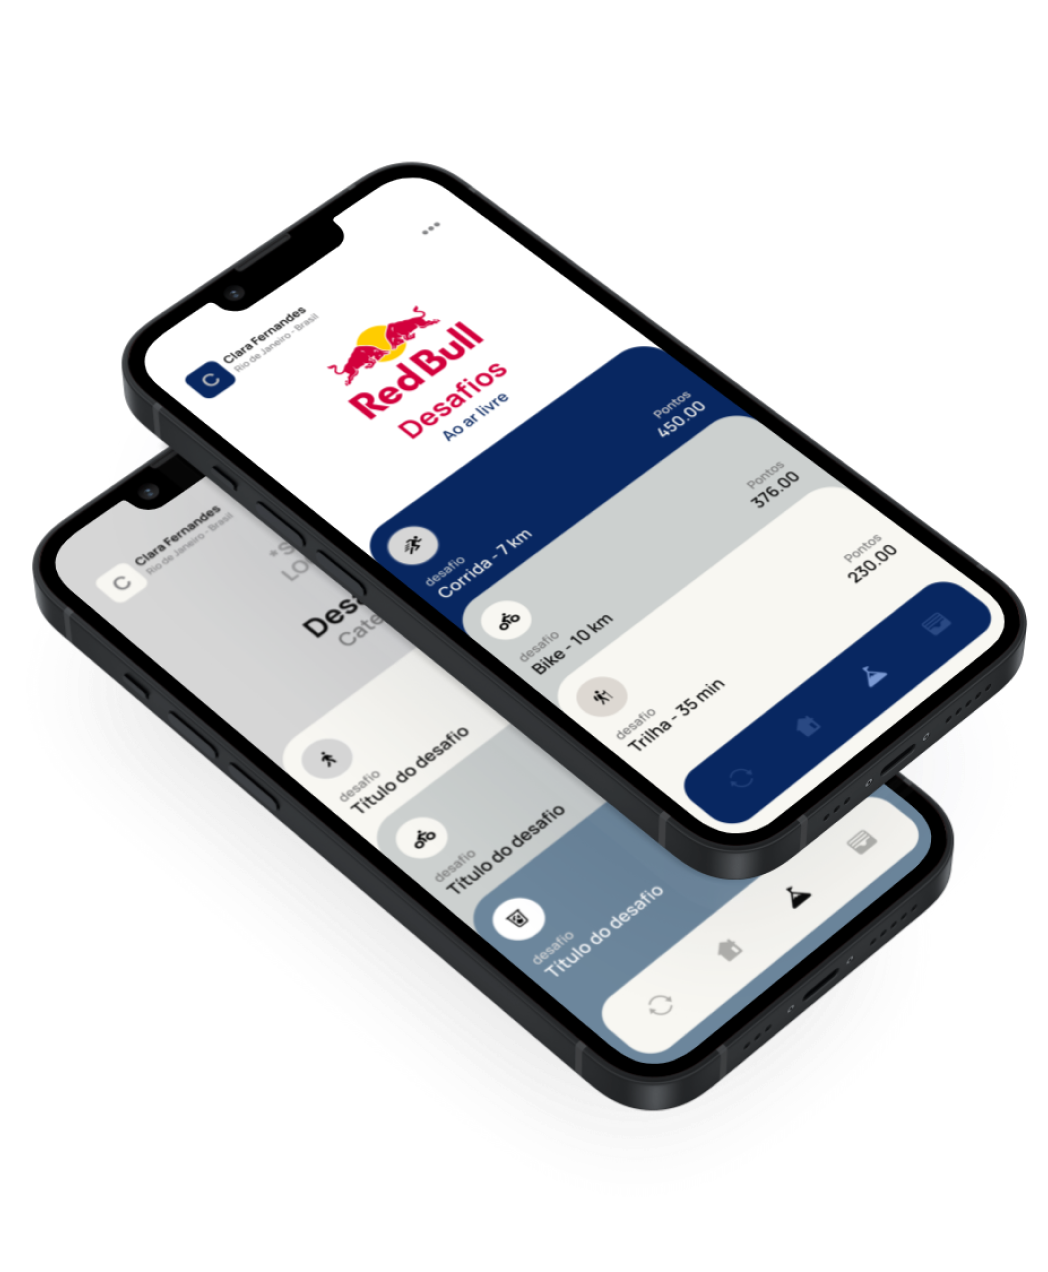 C
Clara Fernandes
Rio de Janeiro - Brasil
Red Bull
Desafios
Ao ar livre
desafio
Corrida - 7 km
Pontos
450.00
desafio
Bike - 10 km
Pontos
376.00
desafio
Trilha - 35 min
Pontos
230.00
C
Clara Fernandes
Rio de Janeiro - Brasil
desafio
Título do desafio
desafio
Título do desafio
desafio
Título do desafio